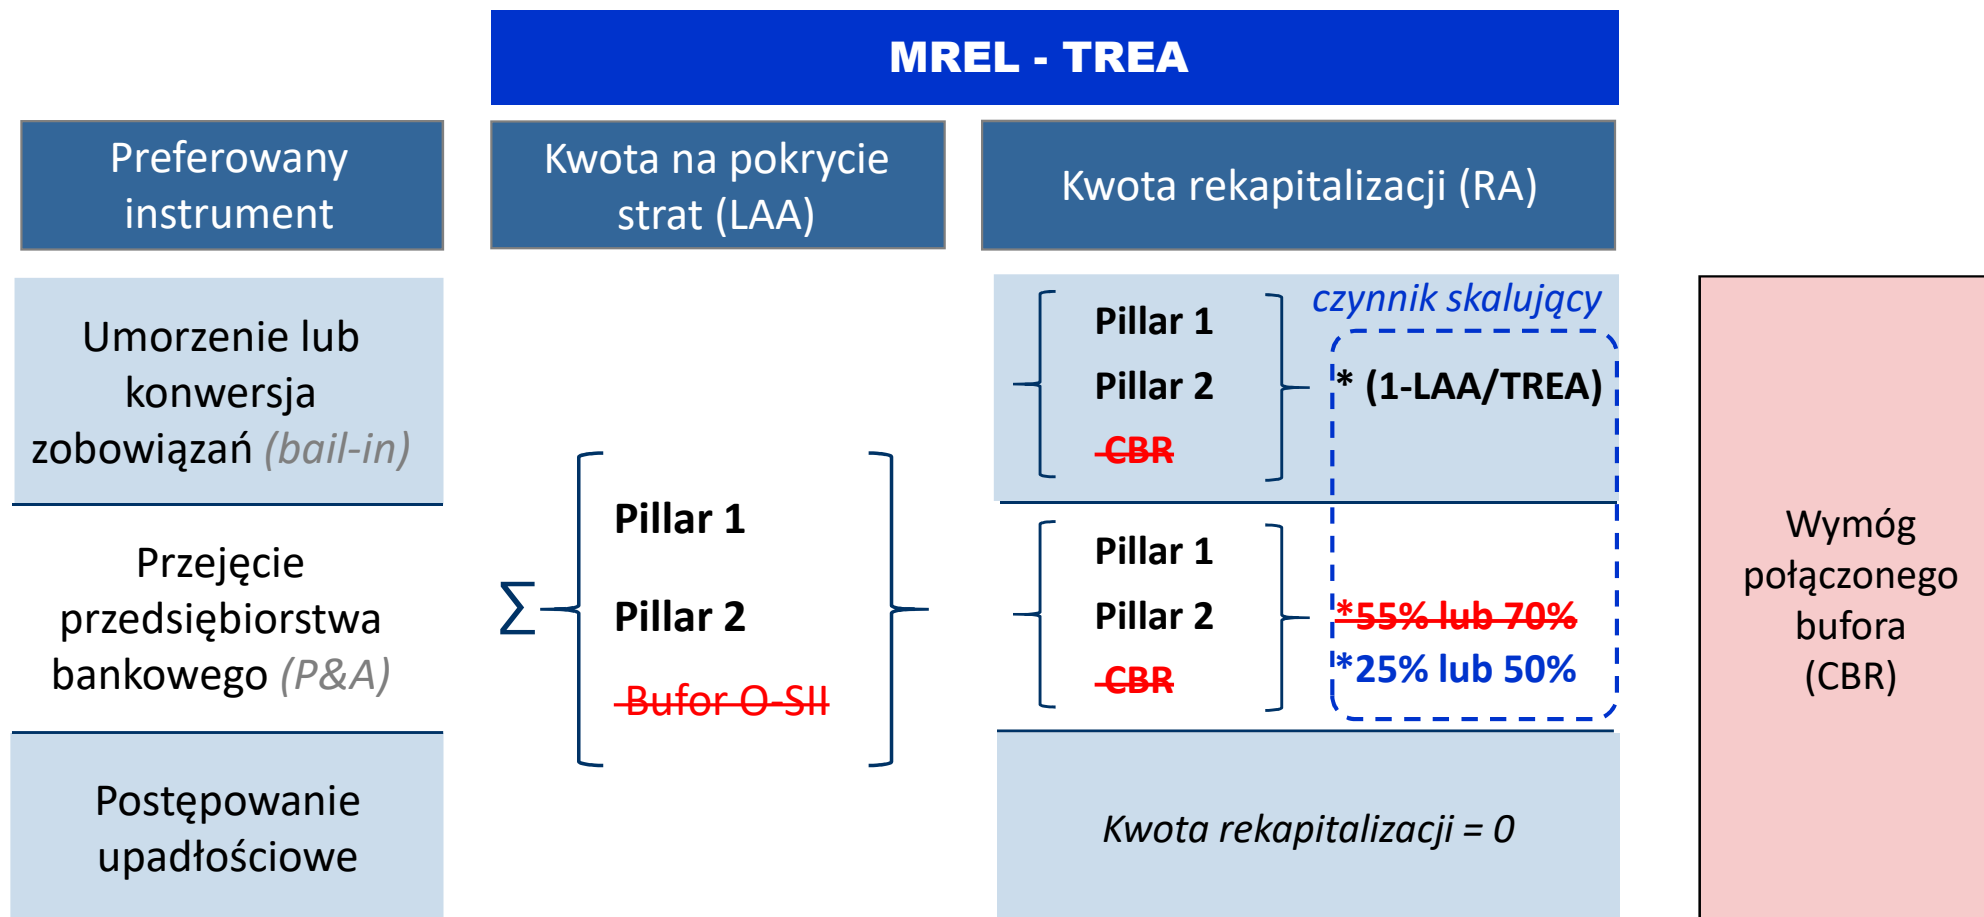 MREL - TREA
Preferowany
instrument
Kwota na pokrycie
strat (LAA)
Kwota rekapitalizacji (RA)
Umorzenie lub
konwersja
zobowiązań (bail-in)
Przejęcie
przedsiębiorstwa
bankowego (P&A)
Postępowanie
upadłościowe
∑
Pillar 1
Pillar 2
Bufor O-SII
czynnik skalujący
Pillar 1
Pillar 2
CBR
* (1-LAA/TREA)
Pillar 1
Pillar 2
CBR
*55% lub 70%
*25% lub 50%
Kwota rekapitalizacji = 0
Wymóg
połączonego
bufora
(CBR)